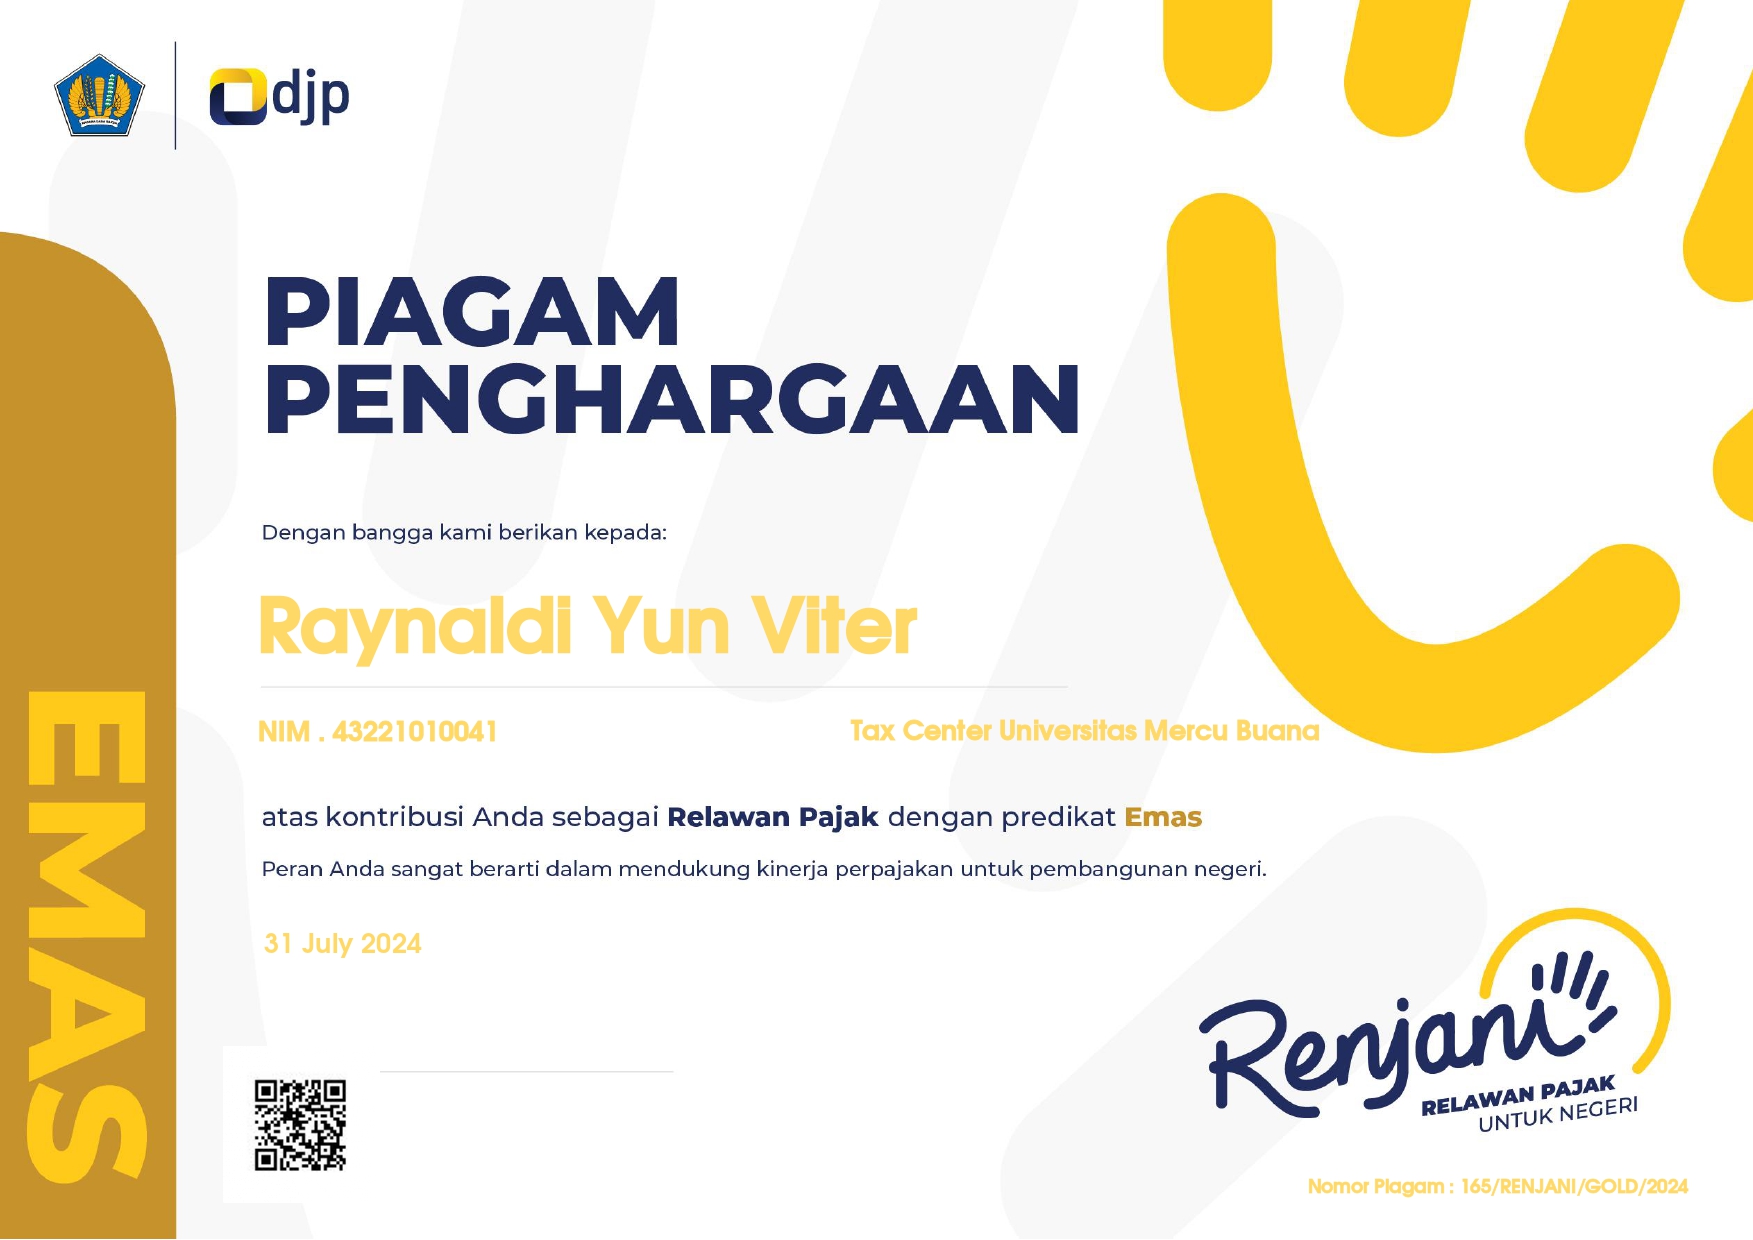 djp
PIAGAM
PENGHARGAAN
Dengan bangga kami berikan kepada:
Raynaldi Yun Viter
NIM . 43221010041
Tax Center Universitas Mercu Buana
atas kontribusi Anda sebagai Relawan Pajak dengan predikat Emas
Peran Anda sangat berarti dalam mendukung kinerja perpajakan untuk pembangunan negeri.
31 July 2024
EMAS
Renjani
RELAWAN PAJAK
UNTUK NEGERI
Nomor Piagam : 165/RENJANI/GOLD/2024